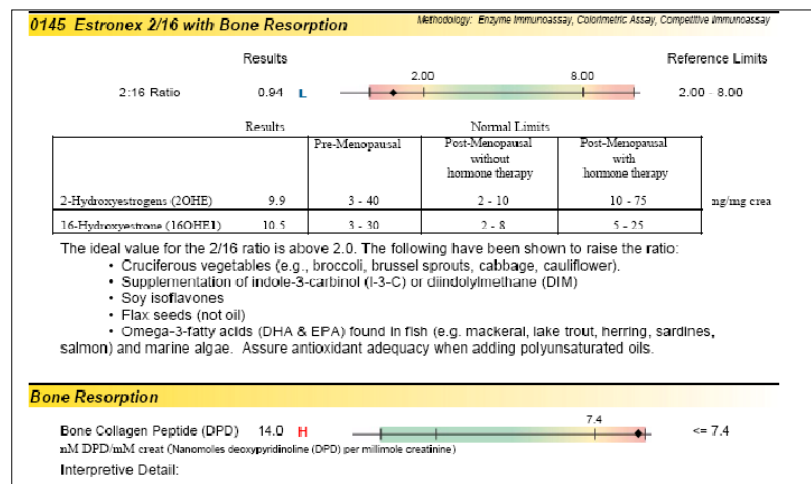 0145 Estronex 2/16 with Bone Resorption Methodology: Enzyme Immunoassay, Colorimetric Assay, Competitive Immunoassay
Results Reference Limits
2.00 8.00
2:16 Ratio 0.94 L 2.00 - 8.00
Results Normal Limits
Pre-Menopausal Post-Menopausal without hormone therapy Post-Menopausal with hormone therapy
2-Hydroxyestrogens (2OHE) 9.9 3 - 40 2 - 10 10 - 75 ng/mg crea
16-Hydroxyestrone (16OHE1) 10.5 3 - 30 2 - 8 5 - 25
The ideal value for the 2/16 ratio is above 2.0. The following have been shown to raise the ratio:
• Cruciferous vegetables (e.g., broccoli, brussel sprouts, cabbage, cauliflower).
• Supplementation of indole-3-carbinol (I-3-C) or diindolylmethane (DIM)
• Soy isoflavones
• Flax seeds (not oil)
• Omega-3-fatty acids (DHA & EPA) found in fish (e.g. mackeral, lake trout, herring, sardines,
salmon) and marine algae. Assure antioxidant adequacy when adding polyunsaturated oils.
Bone Resorption
7.4
Bone Collagen Peptide (DPD) 14.0 H <= 7.4
nM DPD/mM creat (Nanomoles deoxypyridinoline (DPD) per millimole creatinine)
Interpretive Detail: